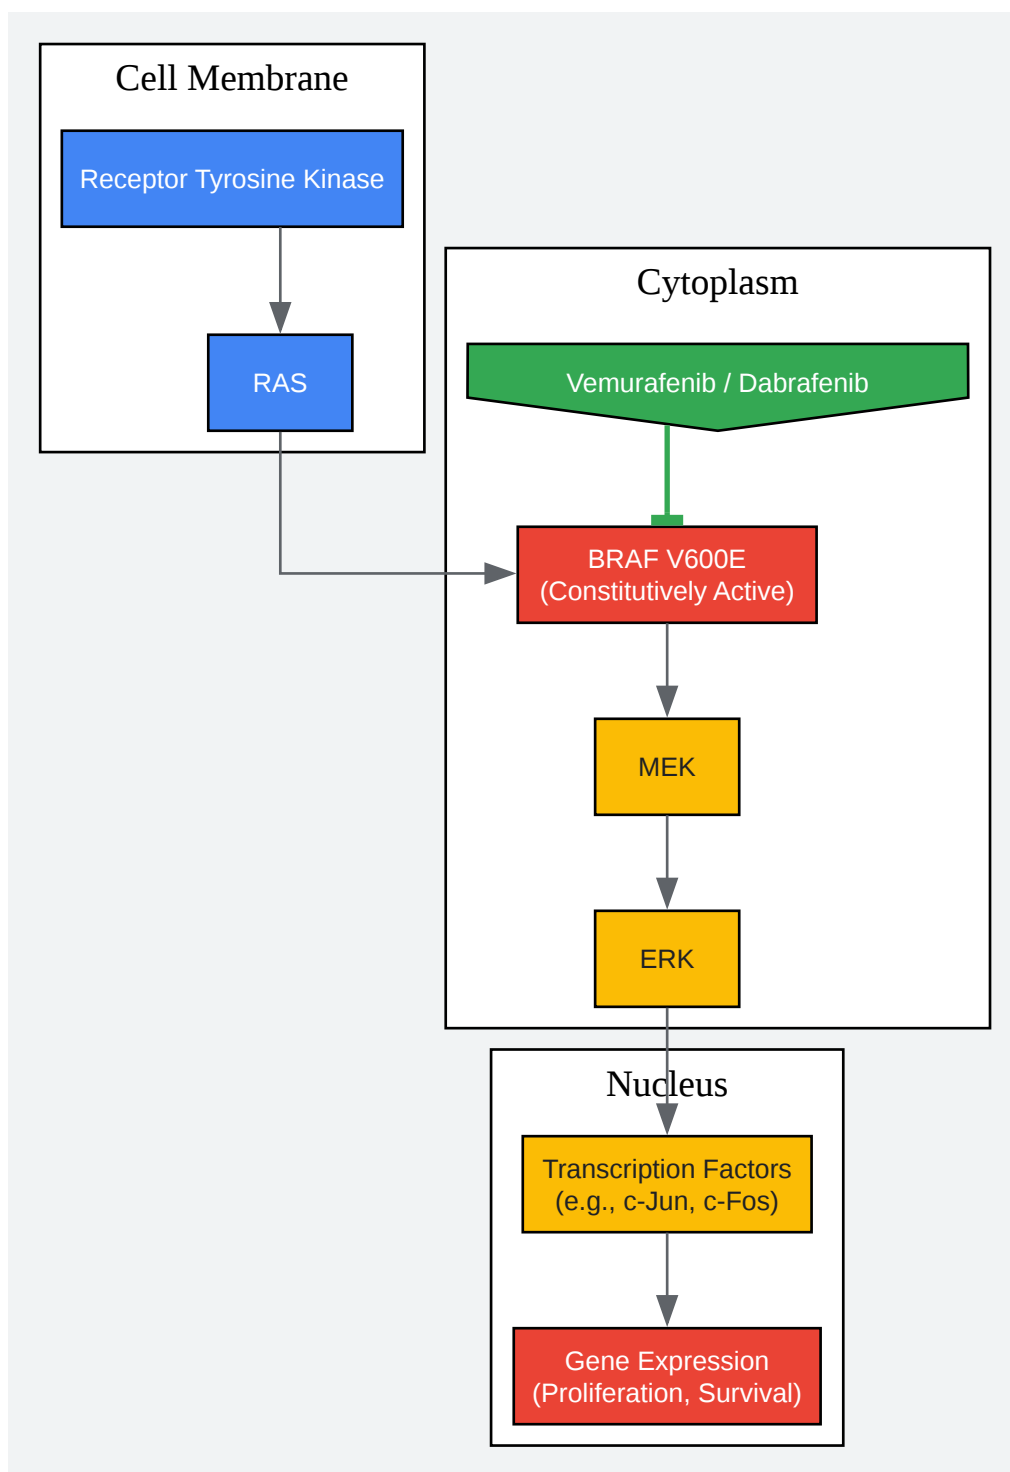 Cell Membrane
Receptor Tyrosine Kinase
RAS
Cytoplasm
Vemurafenib / Dabrafenib
BRAF V600E
(Constitutively Active)
MEK
ERK
Nucleus
Transcription Factors
(e.g., c-Jun, c-Fos)
Gene Expression
(Proliferation, Survival)